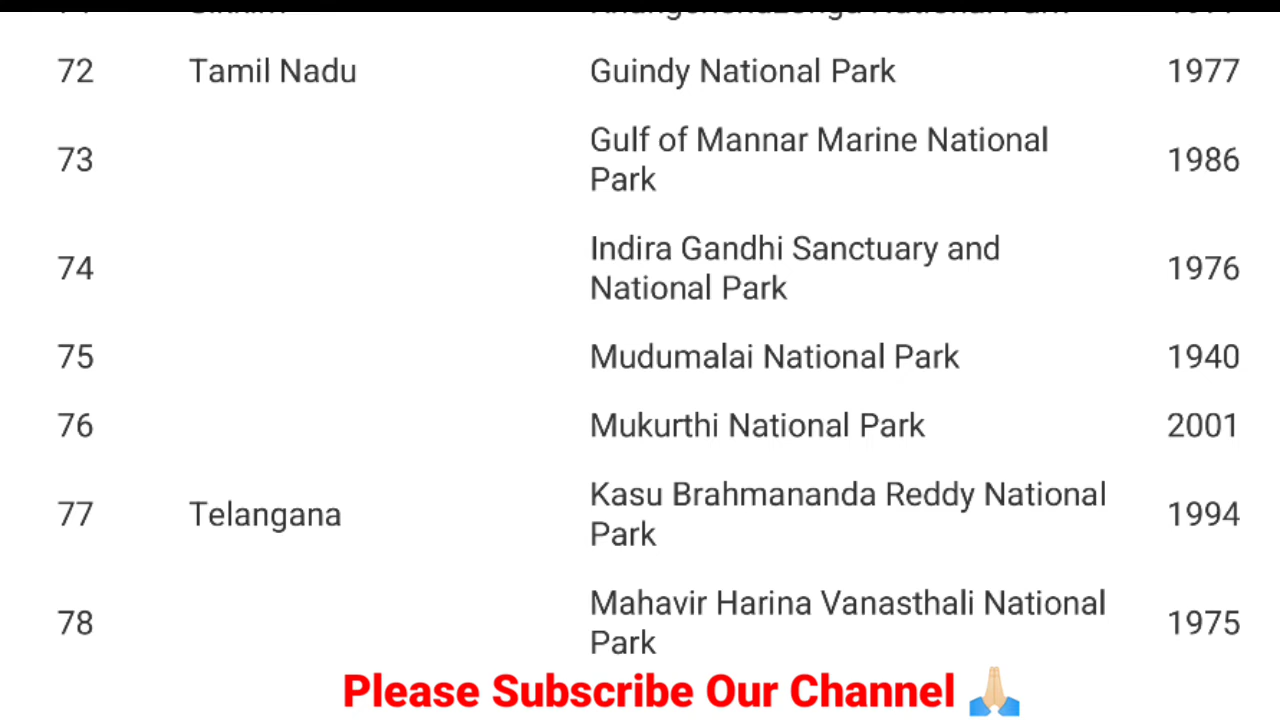 72 Tamil Nadu Guindy National Park 1977
73 Gulf of Mannar Marine National Park 1986
74 Indira Gandhi Sanctuary and National Park 1976
75 Mudumalai National Park 1940
76 Mukurthi National Park 2001
77 Telangana Kasu Brahmananda Reddy National Park 1994
78 Mahavir Harina Vanasthali National Park 1975
Please Subscribe Our Channel 🙏🏼